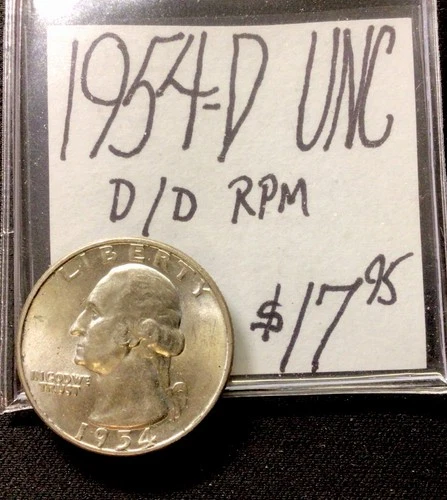 1954-D UNC
D/D RPM
$17.95
LIBERTY
IN GOD WE
TRUST
1954